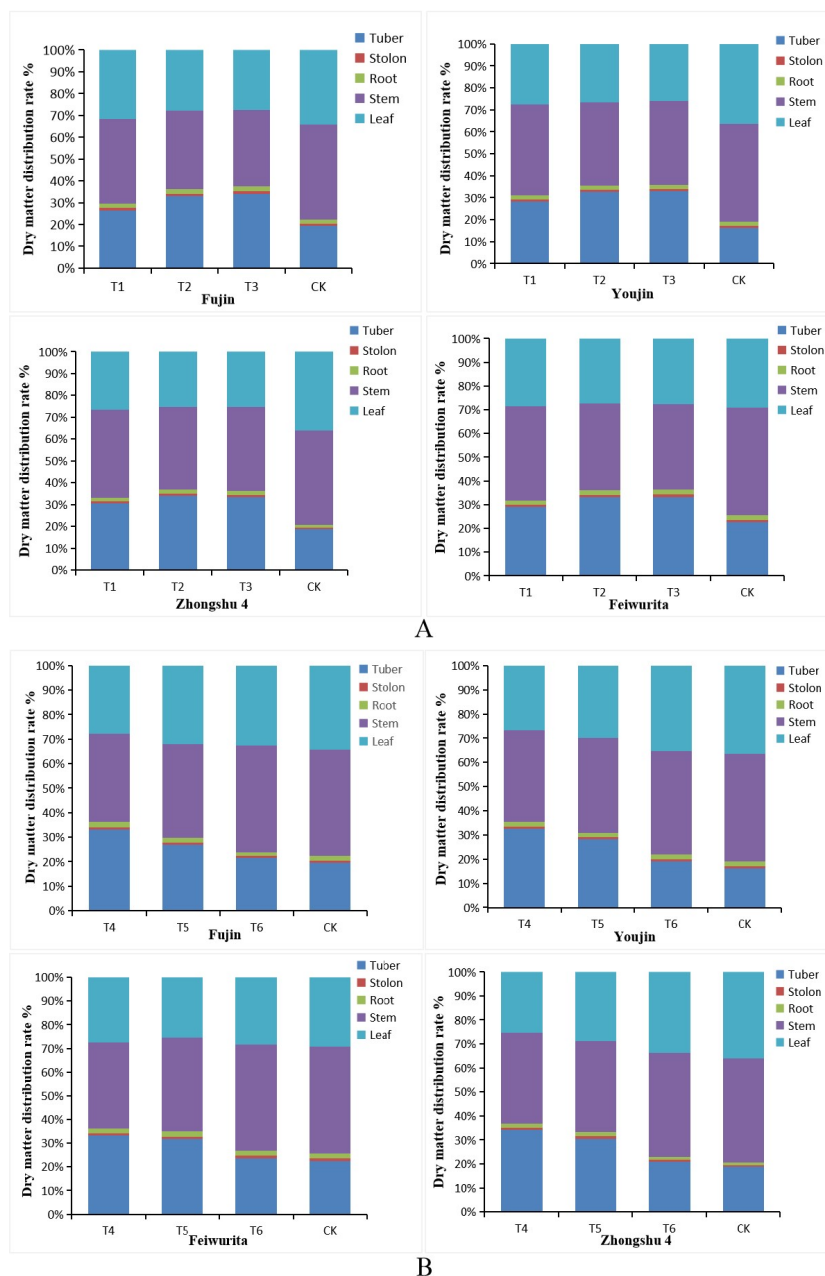 Dry matter distribution rate %
100%
90%
80%
70%
60%
50%
40%
30%
20%
10%
0%
T1 T2 T3 CK
Fujin
Tuber
Stolon
Root
Stem
Leaf
Dry matter distribution rate %
100%
90%
80%
70%
60%
50%
40%
30%
20%
10%
0%
T1 T2 T3 CK
Youjin
Tuber
Stolon
Root
Stem
Leaf
Dry matter distribution rate %
100%
90%
80%
70%
60%
50%
40%
30%
20%
10%
0%
T1 T2 T3 CK
Zhongshu 4
Tuber
Stolon
Root
Stem
Leaf
Dry matter distribution rate %
100%
90%
80%
70%
60%
50%
40%
30%
20%
10%
0%
T1 T2 T3 CK
Feiwurita
Tuber
Stolon
Root
Stem
Leaf
A
Dry matter distribution rate %
100%
90%
80%
70%
60%
50%
40%
30%
20%
10%
0%
T4 T5 T6 CK
Fujin
Tuber
Stolon
Root
Stem
Leaf
Dry matter distribution rate %
100%
90%
80%
70%
60%
50%
40%
30%
20%
10%
0%
T4 T5 T6 CK
Youjin
Tuber
Stolon
Root
Stem
Leaf
Dry matter distribution rate %
100%
90%
80%
70%
60%
50%
40%
30%
20%
10%
0%
T4 T5 T6 CK
Feiwurita
Tuber
Stolon
Root
Stem
Leaf
Dry matter distribution rate %
100%
90%
80%
70%
60%
50%
40%
30%
20%
10%
0%
T4 T5 T6 CK
Zhongshu 4
Tuber
Stolon
Root
Stem
Leaf
B